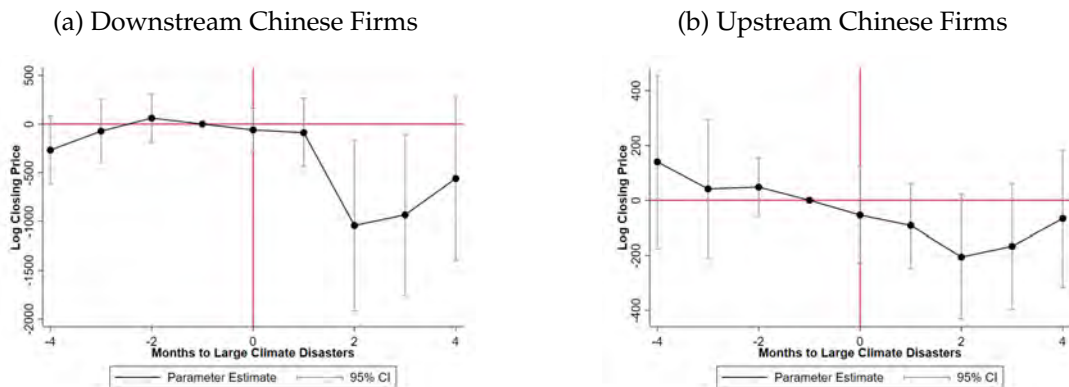 (a) Downstream Chinese Firms
500
0
-500
-1000
-1500
-2000
Log Closing Price
-4 -2 0 2 4
Months to Large Climate Disasters
Parameter Estimate 95% CI
(b) Upstream Chinese Firms
400
200
0
-200
-400
Log Closing Price
-4 -2 0 2 4
Months to Large Climate Disasters
Parameter Estimate 95% CI